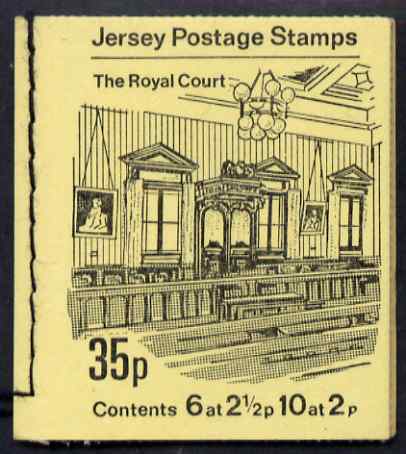 Jersey Postage Stamps
The Royal Court
35p
Contents 6 at 2½p 10 at 2p